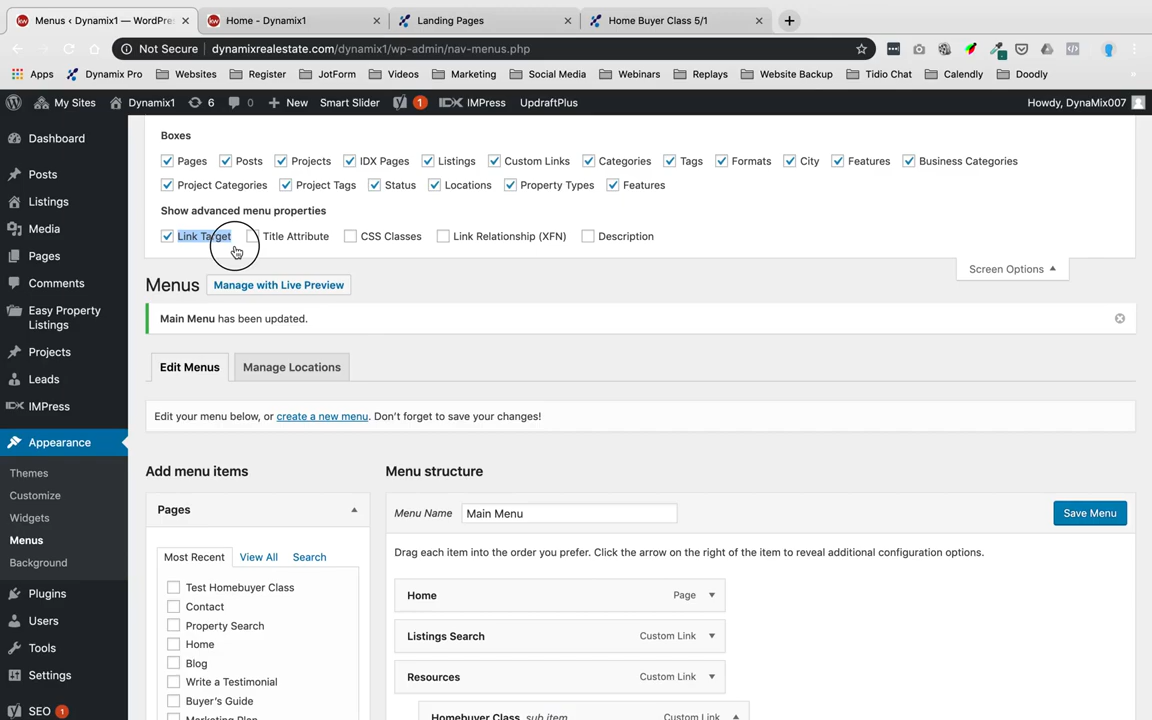 Menus ‹ Dynamix1 — WordPres
Home - Dynamix1
Landing Pages
Home Buyer Class 5/1
Not Secure
dynamixrealestate.com/dynamix1/wp-admin/nav-menus.php
Apps
Dynamix Pro
Websites
Register
JotForm
Videos
Marketing
Social Media
Webinars
Replays
Website Backup
Tidio Chat
Calendly
Doodly
My Sites
Dynamix1
6
0
New
Smart Slider
1
IMPress
UpdraftPlus
Howdy, DynaMix007
Dashboard
Posts
Listings
Media
Pages
Comments
Easy Property
Listings
Projects
Leads
IMPress
Appearance
Themes
Customize
Widgets
Menus
Background
Plugins
Users
Tools
Settings
SEO 1
Boxes
Pages
Posts
Projects
IDX Pages
Listings
Custom Links
Categories
Tags
Formats
City
Features
Business Categories
Project Categories
Project Tags
Status
Locations
Property Types
Features
Show advanced menu properties
Link Target
Title Attribute
CSS Classes
Link Relationship (XFN)
Description
Screen Options
Menus
Manage with Live Preview
Main Menu has been updated.
Edit Menus
Manage Locations
Edit your menu below, or create a new menu. Don't forget to save your changes!
Add menu items
Pages
Most Recent
View All
Search
Test Homebuyer Class
Contact
Property Search
Home
Blog
Write a Testimonial
Buyer's Guide
Marketing Plan
Menu structure
Menu Name
Main Menu
Save Menu
Drag each item into the order you prefer. Click the arrow on the right of the item to reveal additional configuration options.
Home
Page
Listings Search
Custom Link
Resources
Custom Link
Homebuyer Class sub item
Custom Link